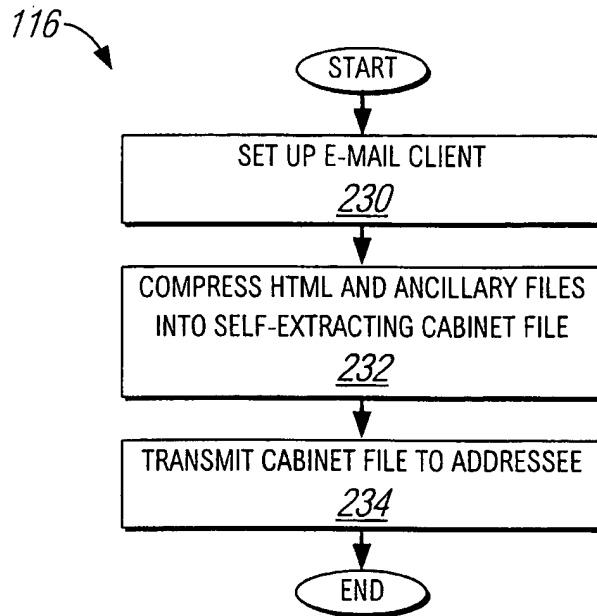 116
START
SET UP E-MAIL CLIENT
230
COMPRESS HTML AND ANCILLARY FILES
INTO SELF-EXTRACTING CABINET FILE
232
TRANSMIT CABINET FILE TO ADDRESSEE
234
END